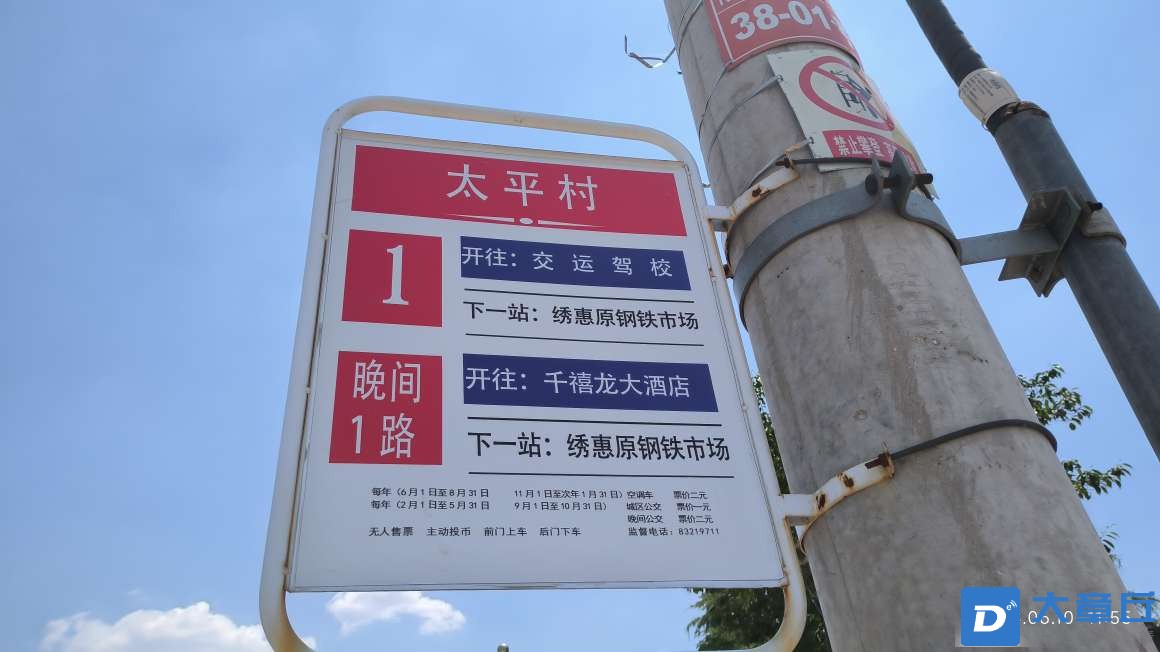 38-01
禁止攀登
太平村
1
开往：交运驾校
下一站：绣惠原钢铁市场
晚间
1路
开往：千禧龙大酒店
下一站：绣惠原钢铁市场
每年（6月1日至8月31日 11月1日至次年1月31日）空调车 票价二元
每年（2月1日至5月31日 9月1日至10月31日） 城区公交 票价一元
晚间公交 票价二元
无人售票 主动投币 前门上车 后门下车 监督电话：83219711
大章丘